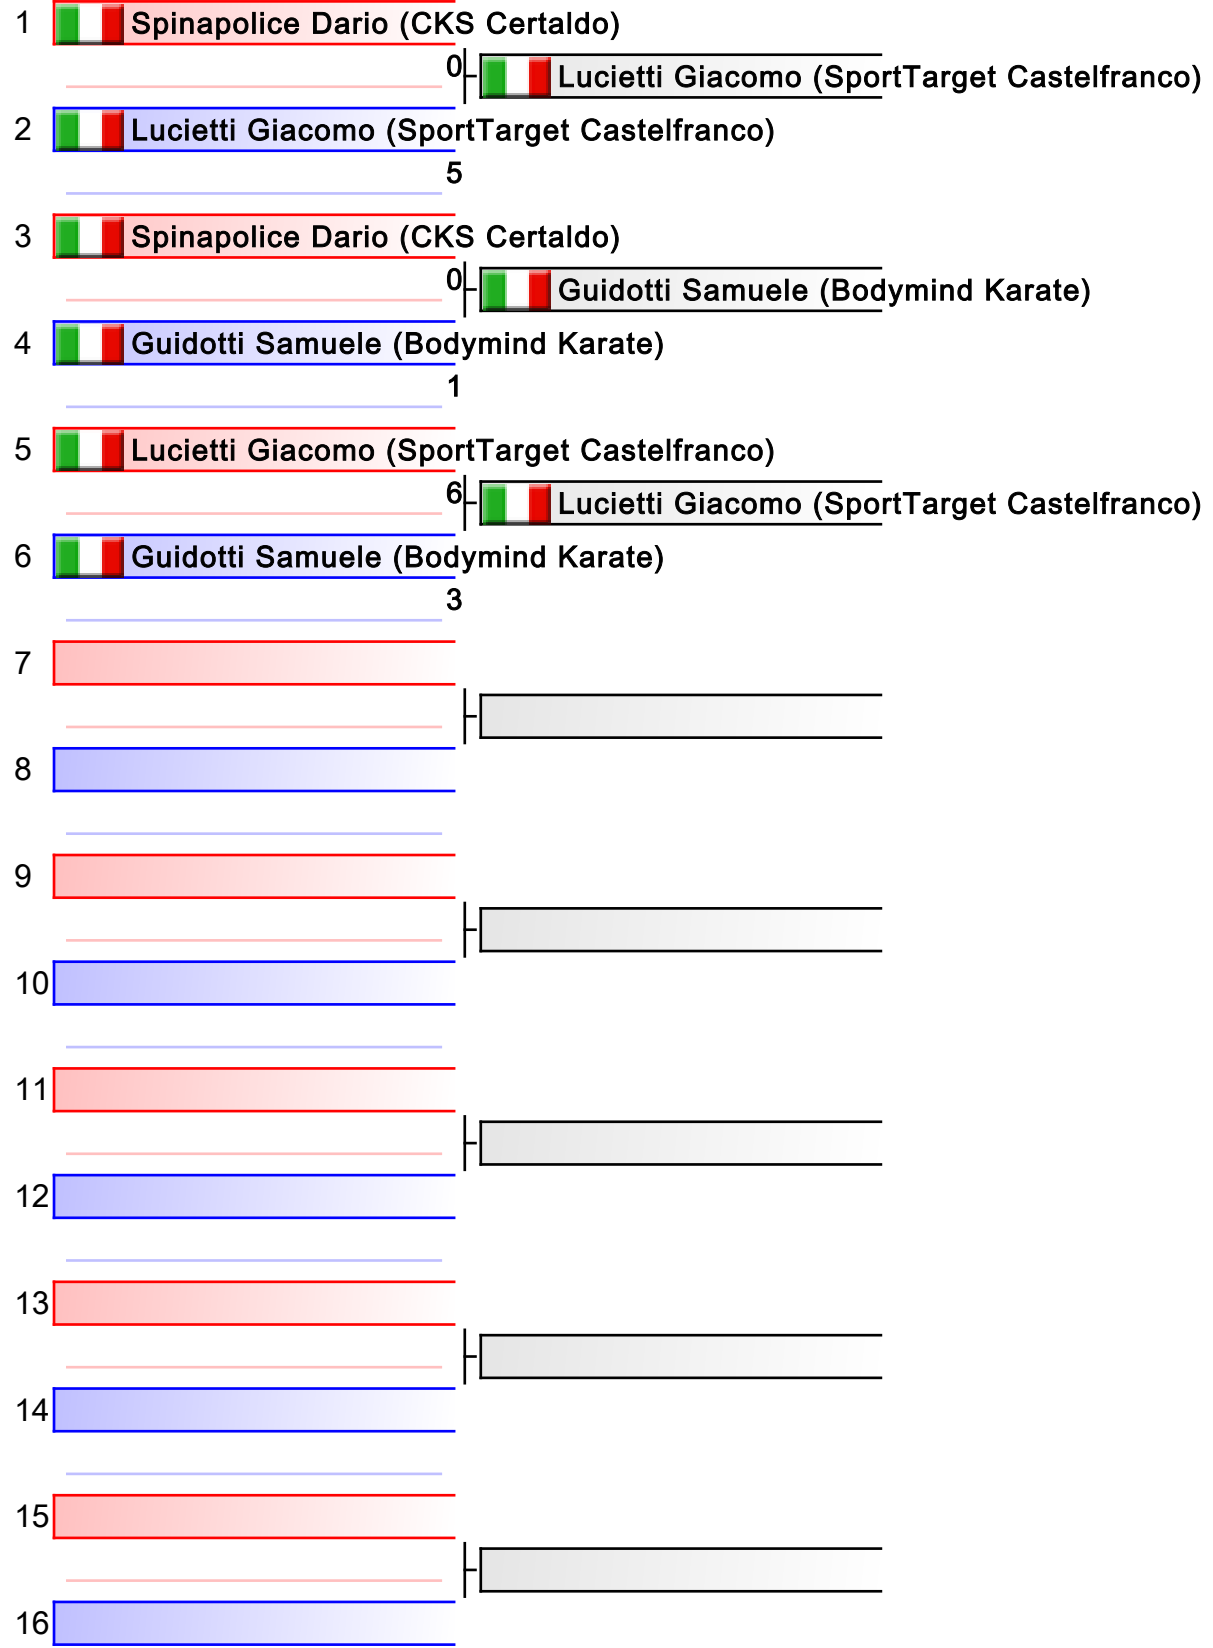 1 Spinapolice Dario (CKS Certaldo)
0 Lucietti Giacomo (SportTarget Castelfranco)
2 Lucietti Giacomo (SportTarget Castelfranco)
5
3 Spinapolice Dario (CKS Certaldo)
0 Guidotti Samuele (Bodymind Karate)
4 Guidotti Samuele (Bodymind Karate)
1
5 Lucietti Giacomo (SportTarget Castelfranco)
6 Lucietti Giacomo (SportTarget Castelfranco)
6 Guidotti Samuele (Bodymind Karate)
3
7
8
9
10
11
12
13
14
15
16